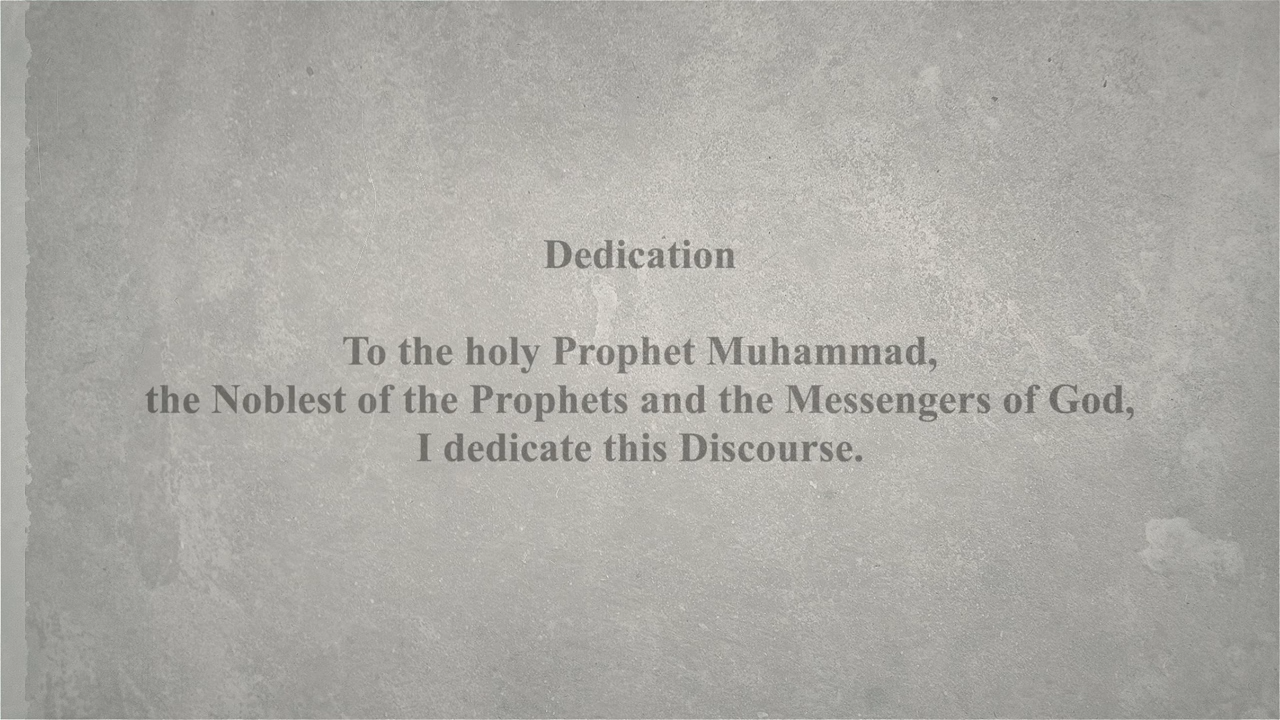 Dedication
To the holy Prophet Muhammad,
the Noblest of the Prophets and the Messengers of God,
I dedicate this Discourse.